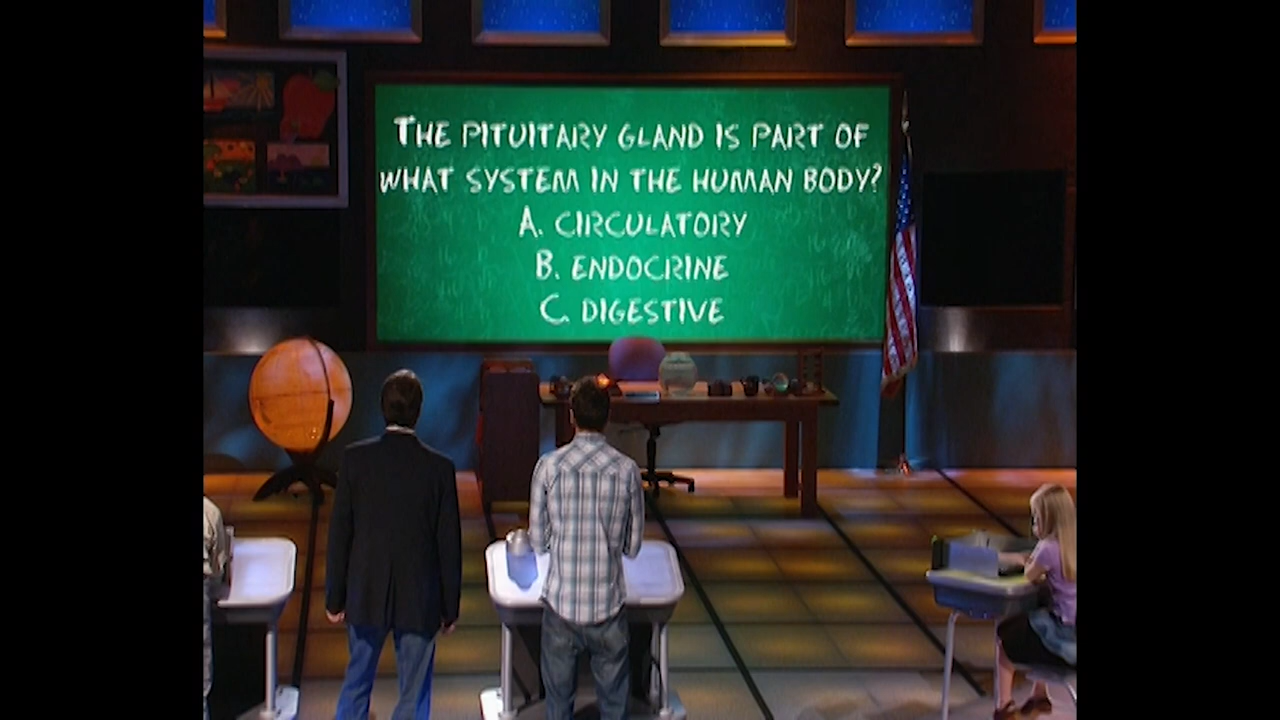 THE PITUITARY GLAND IS PART OF
WHAT SYSTEM IN THE HUMAN BODY?
A. CIRCULATORY
B. ENDOCRINE
C. DIGESTIVE